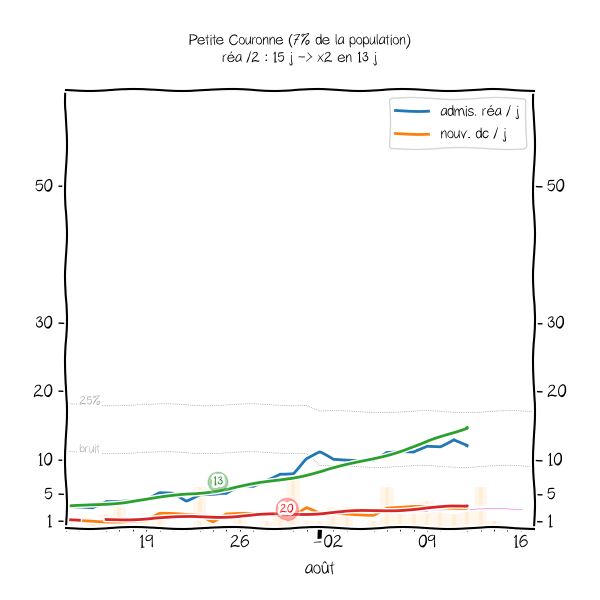 Petite Couronne (7% de la population)
réa /2 : 15 j -> x2 en 13 j
admis. réa / j
nouv. dc / j
50 50
30 30
20 20
25%
bruit
10 10
13
5 5
20
1 1
19 26 02 09 16
août